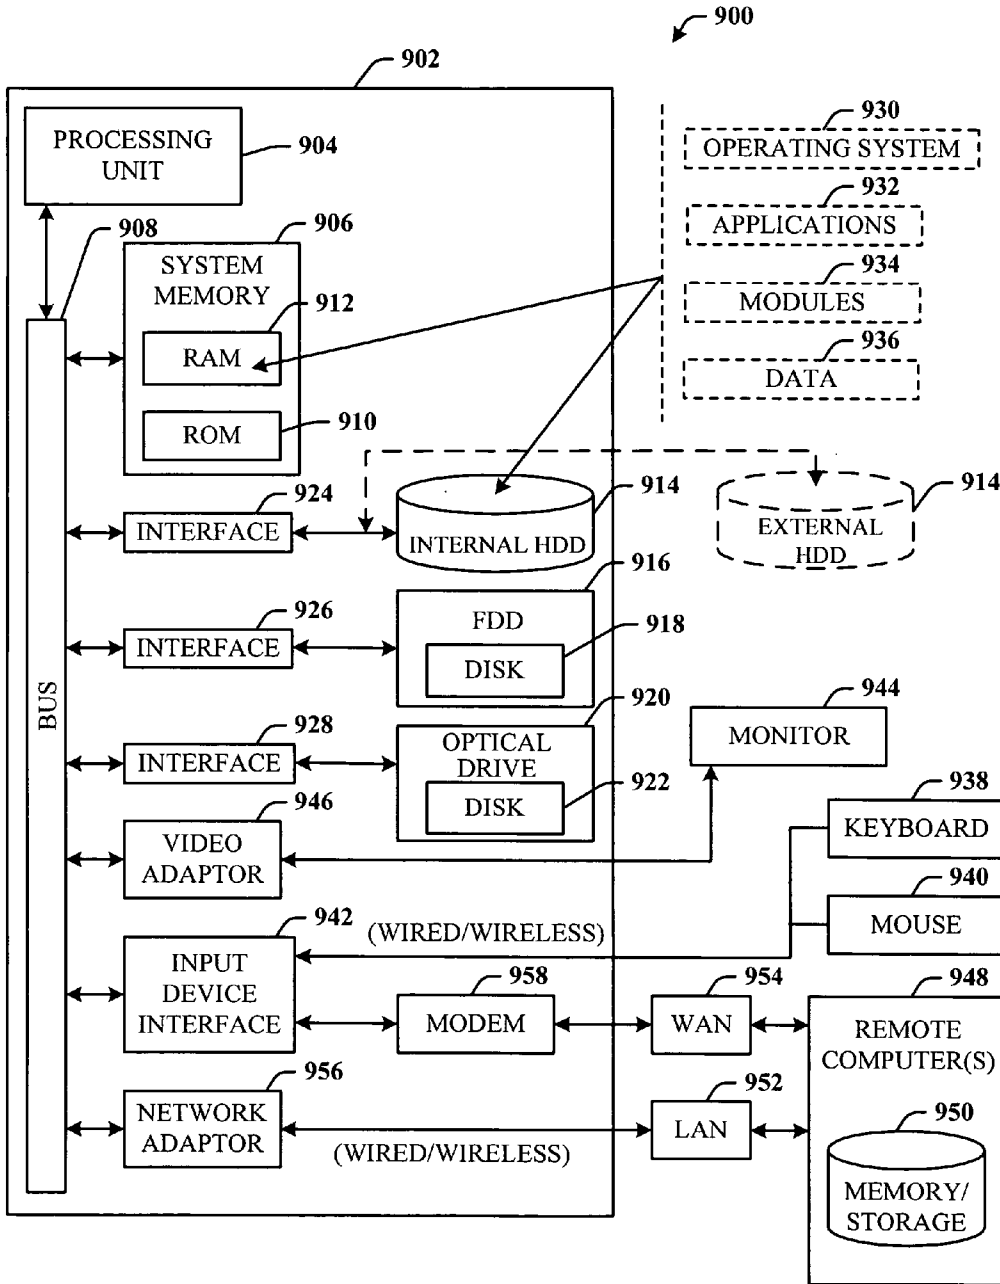 900
902
PROCESSING
UNIT
904
908
906
SYSTEM
MEMORY
912
RAM
ROM
910
930
OPERATING SYSTEM
932
APPLICATIONS
934
MODULES
936
DATA
924
INTERFACE
INTERNAL HDD
914
EXTERNAL
HDD
914
916
926
INTERFACE
FDD
918
DISK
BUS
920
928
INTERFACE
OPTICAL
DRIVE
DISK
922
944
MONITOR
946
VIDEO
ADAPTOR
938
KEYBOARD
940
MOUSE
942
(WIRED/WIRELESS)
INPUT
DEVICE
INTERFACE
958
MODEM
954
WAN
948
REMOTE
COMPUTER(S)
956
NETWORK
ADAPTOR
(WIRED/WIRELESS)
952
LAN
950
MEMORY/
STORAGE